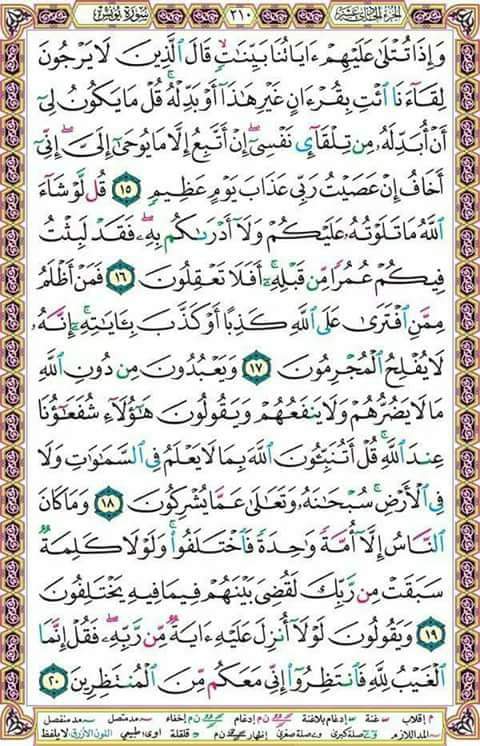 الجزء الحادي عشر ٢١٠ سورة يونس
وَإِذَا تُتْلَىٰ عَلَيْهِمْ ءَايَاتُنَا بَيِّنَٰتٍۙ قَالَ ٱلَّذِينَ لَا يَرْجُونَ
لِقَآءَنَا ٱئْتِ بِقُرْءَانٍ غَيْرِ هَٰذَآ أَوْ بَدِّلْهُۚ قُلْ مَا يَكُونُ لِىٓ
أَنْ أُبَدِّلَهُۥ مِن تِلْقَآئِ نَفْسِىٓۖ إِنْ أَتَّبِعُ إِلَّا مَا يُوحَىٰٓ إِلَىَّۖ إِنِّىٓ
أَخَافُ إِنْ عَصَيْتُ رَبِّى عَذَابَ يَوْمٍ عَظِيمٍ ١٥ قُل لَّوْ شَآءَ
ٱللَّهُ مَا تَلَوْتُهُۥ عَلَيْكُمْ وَلَآ أَدْرَىٰكُم بِهِۦۖ فَقَدْ لَبِثْتُ
فِيكُمْ عُمُرًا مِّن قَبْلِهِۦٓۚ أَفَلَا تَعْقِلُونَ ١٦ فَمَنْ أَظْلَمُ
مِمَّنِ ٱفْتَرَىٰ عَلَى ٱللَّهِ كَذِبًا أَوْ كَذَّبَ بِـَٔايَٰتِهِۦٓۚ إِنَّهُۥ
لَا يُفْلِحُ ٱلْمُجْرِمُونَ ١٧ وَيَعْبُدُونَ مِن دُونِ ٱللَّهِ
مَا لَا يَضُرُّهُمْ وَلَا يَنفَعُهُمْ وَيَقُولُونَ هَٰٓؤُلَآءِ شُفَعَٰٓؤُنَا
عِندَ ٱللَّهِۚ قُلْ أَتُنَبِّـُٔونَ ٱللَّهَ بِمَا لَا يَعْلَمُ فِى ٱلسَّمَٰوَٰتِ وَلَا
فِى ٱلْأَرْضِۚ سُبْحَٰنَهُۥ وَتَعَٰلَىٰ عَمَّا يُشْرِكُونَ ١٨ وَمَا كَانَ
ٱلنَّاسُ إِلَّآ أُمَّةً وَٰحِدَةً فَٱخْتَلَفُوا۟ۚ وَلَوْلَا كَلِمَةٌ
سَبَقَتْ مِن رَّبِّكَ لَقُضِىَ بَيْنَهُمْ فِيمَا فِيهِ يَخْتَلِفُونَ
١٩ وَيَقُولُونَ لَوْلَآ أُنزِلَ عَلَيْهِ ءَايَةٌ مِّن رَّبِّهِۦۖ فَقُلْ إِنَّمَا
ٱلْغَيْبُ لِلَّهِ فَٱنتَظِرُوٓا۟ إِنِّى مَعَكُم مِّنَ ٱلْمُنتَظِرِينَ ٢٠
م إقلاب غنة إدغام بلاغنة ن م إدغام ن م إخفاء مد متصل مد منفصل
المد اللازم صلة كبرى صلة صغرى إظهار ن م قلقلة طبيعي اللون الأزرق لا يلفظ